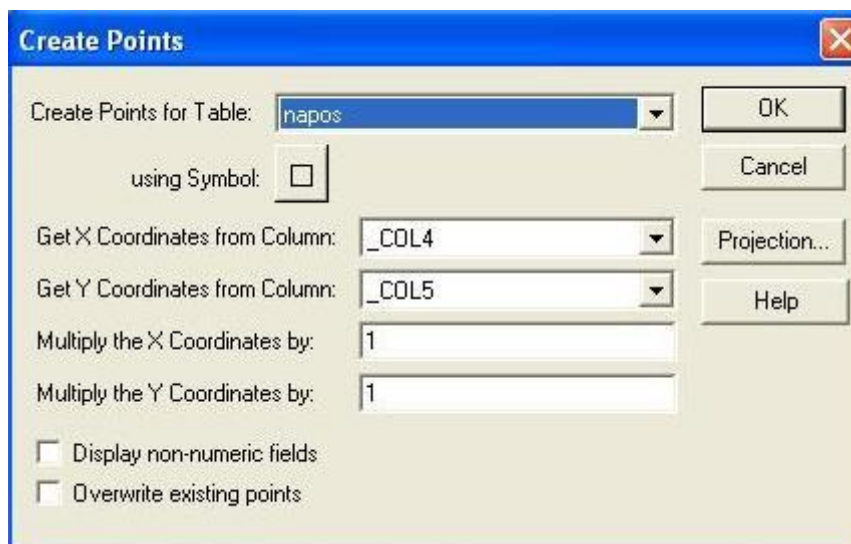 Create Points
Create Points for Table: napos OK
using Symbol: Cancel
Get X Coordinates from Column: _COL4 Projection...
Get Y Coordinates from Column: _COL5 Help
Multiply the X Coordinates by: 1
Multiply the Y Coordinates by: 1
Display non-numeric fields
Overwrite existing points